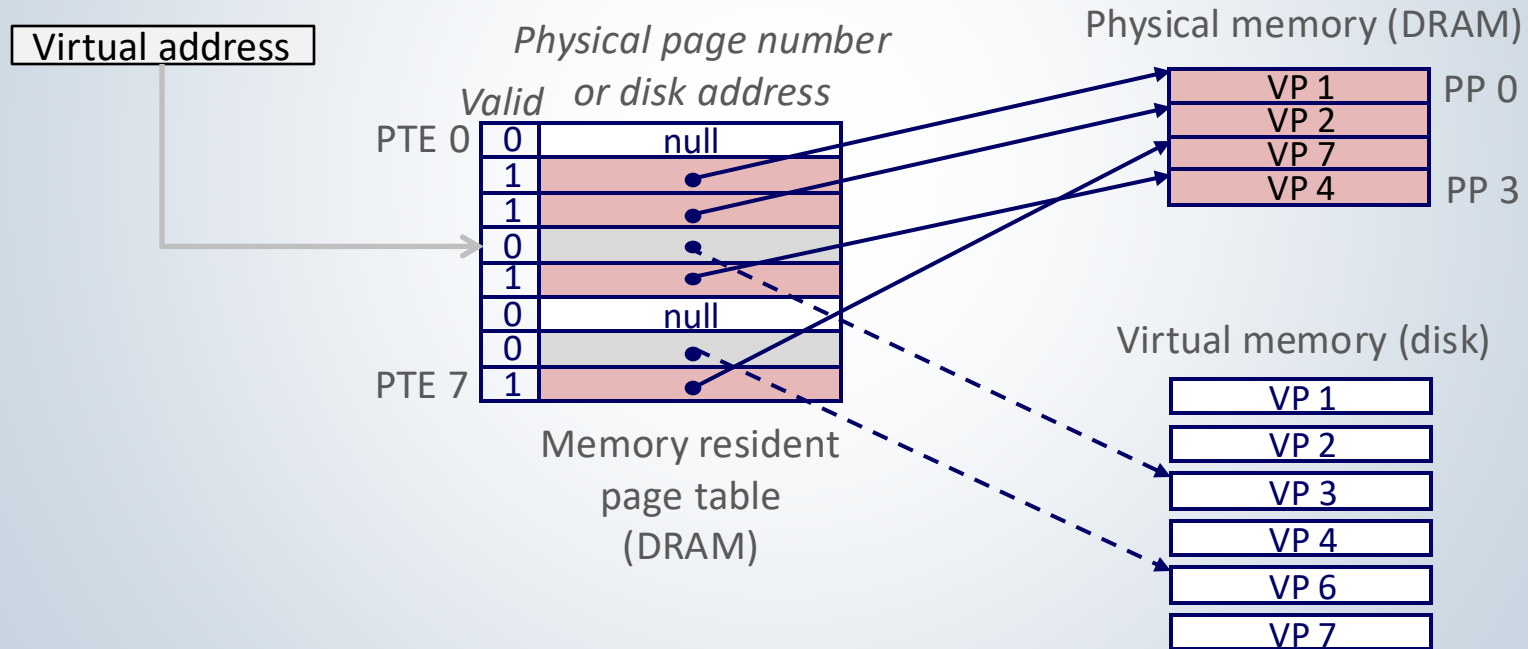 Virtual address
Physical page number
or disk address
Valid
PTE 0
0
null
1
1
0
1
0
null
0
PTE 7
1
Memory resident
page table
(DRAM)
Physical memory (DRAM)
VP 1
PP 0
VP 2
VP 7
VP 4
PP 3
Virtual memory (disk)
VP 1
VP 2
VP 3
VP 4
VP 6
VP 7